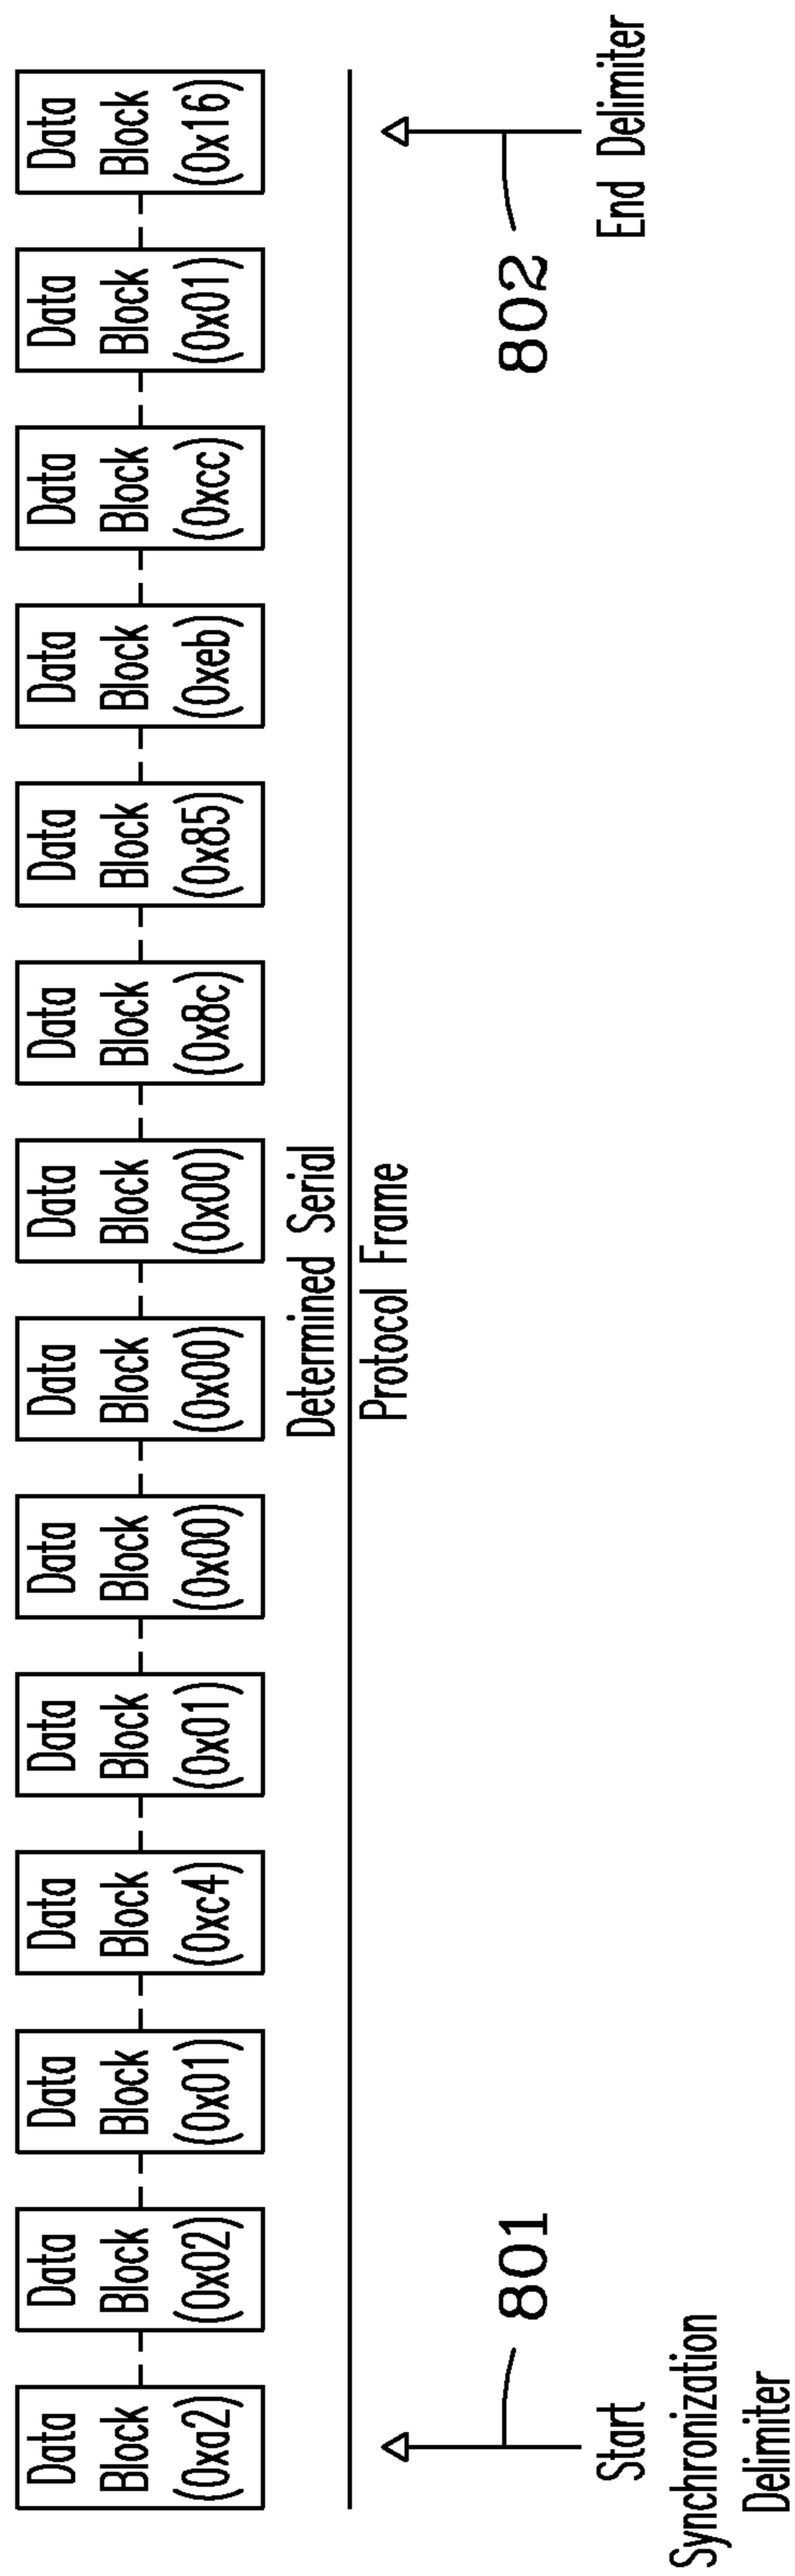 Data
Block
(0xa2)
Data
Block
(0x02)
Data
Block
(0x01)
Data
Block
(0xc4)
Data
Block
(0x01)
Data
Block
(0x00)
Data
Block
(0x00)
Data
Block
(0x00)
Data
Block
(0x8c)
Data
Block
(0x85)
Data
Block
(0xeb)
Data
Block
(0xcc)
Data
Block
(0x01)
Data
Block
(0x16)
Determined Serial
Protocol Frame
801
802
Start
Synchronization
Delimiter
End Delimiter